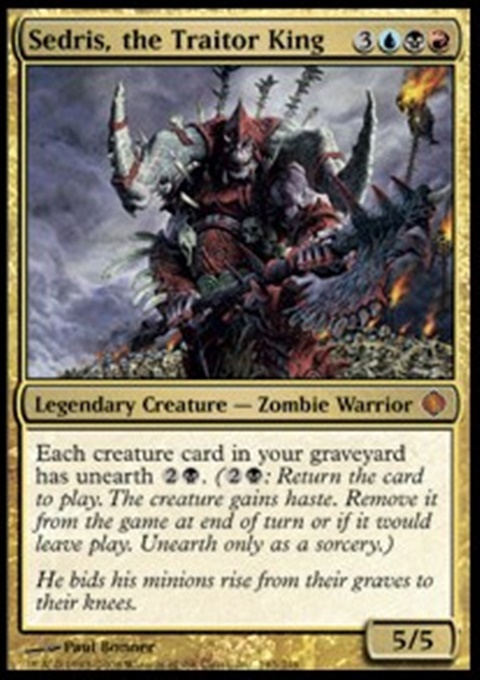 Sedris, the Traitor King 3
Legendary Creature — Zombie Warrior
Each creature card in your graveyard
has unearth 2. (2: Return the card
to play. The creature gains haste. Remove it
from the game at end of turn or if it would
leave play. Unearth only as a sorcery.)
He bids his minions rise from their graves to
their knees.
Paul Bonner
5/5